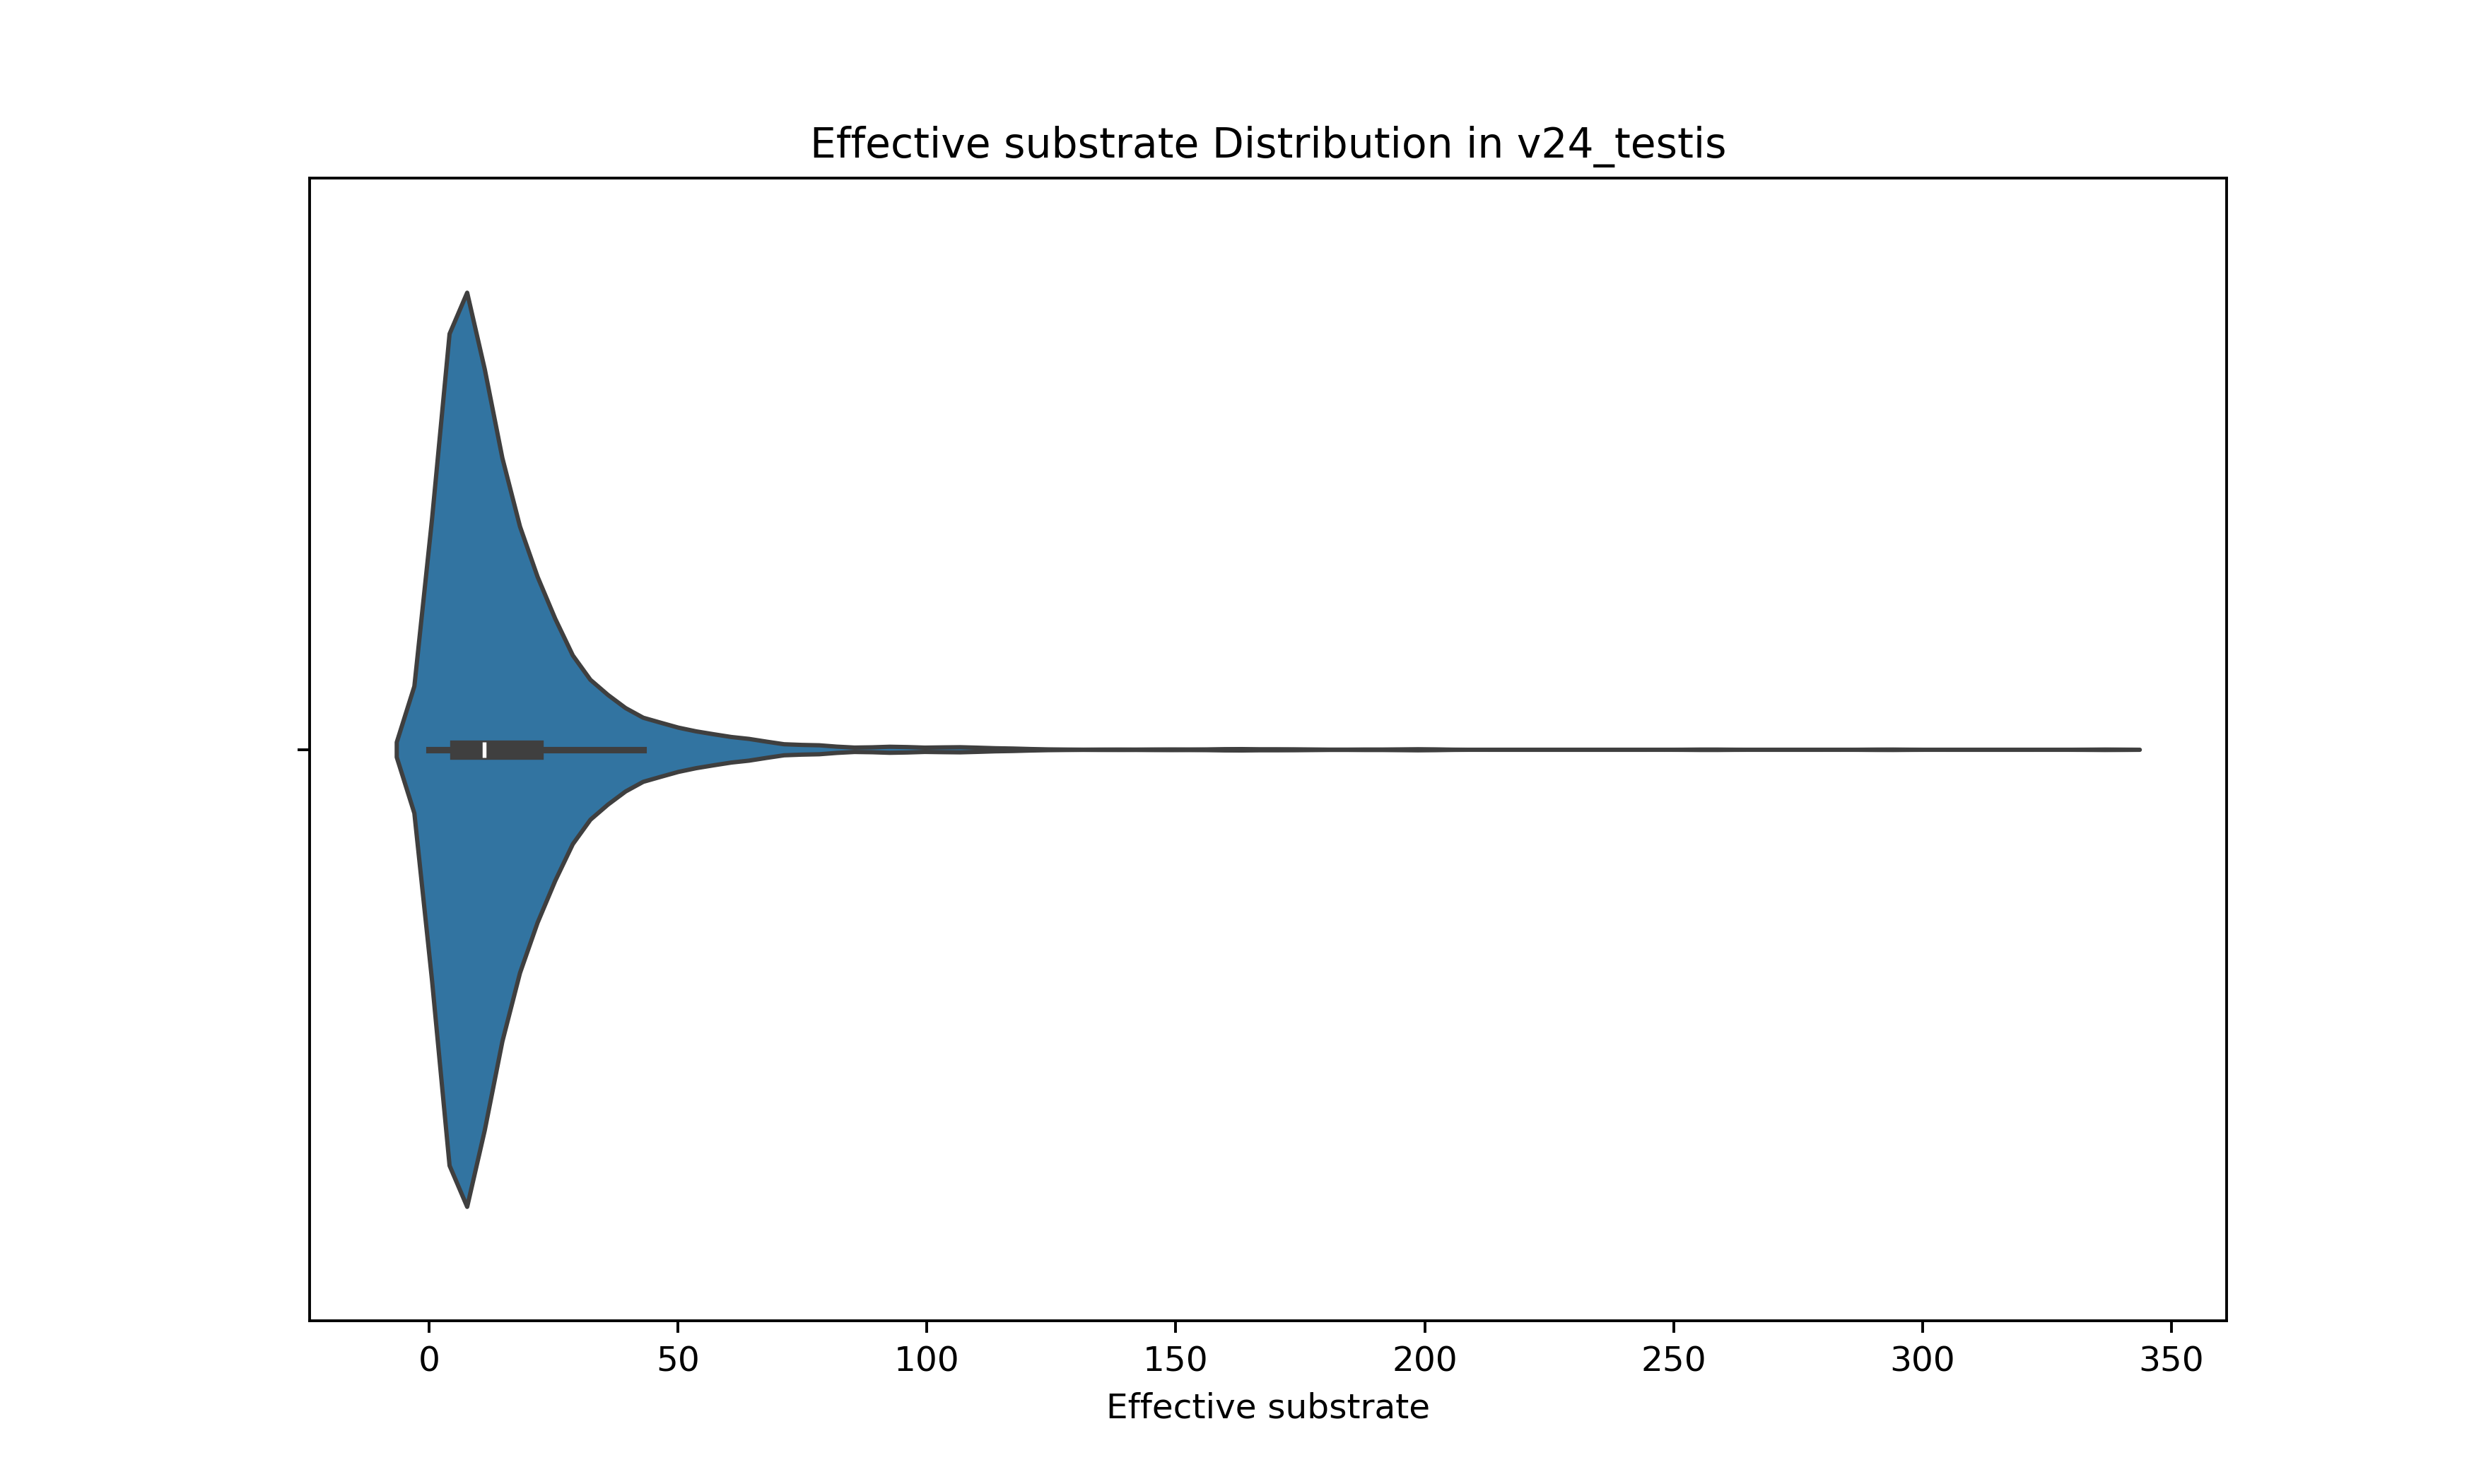 Effective substrate Distribution in v24_testis
0 50 100 150 200 250 300 350
Effective substrate